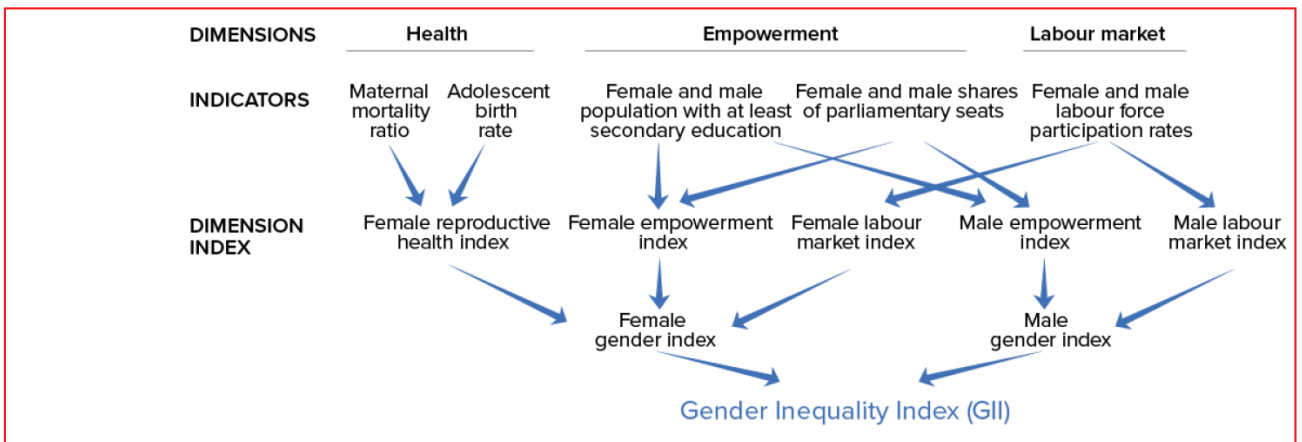 DIMENSIONS Health Empowerment Labour market
INDICATORS
Maternal
mortality
ratio
Adolescent
birth
rate
Female and male
population with at least
secondary education
Female and male shares
of parliamentary seats
Female and male
labour force
participation rates
DIMENSION
INDEX
Female reproductive
health index
Female empowerment
index
Female labour
market index
Male empowerment
index
Male labour
market index
Female
gender index
Male
gender index
Gender Inequality Index (GII)